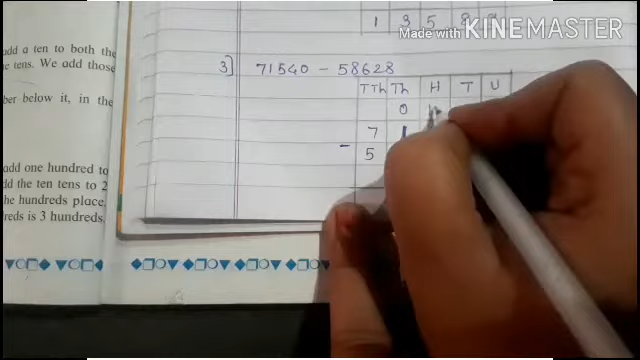 Made with KINEMASTER
add a ten to both the
e tens. We add those
ber below it, in the
add one hundred to
dd the ten tens to 2
he hundreds place.
reds is 3 hundreds.
1 3 5 8
3] 71540 - 58628
TTh Th H T U
0
7 1
- 5